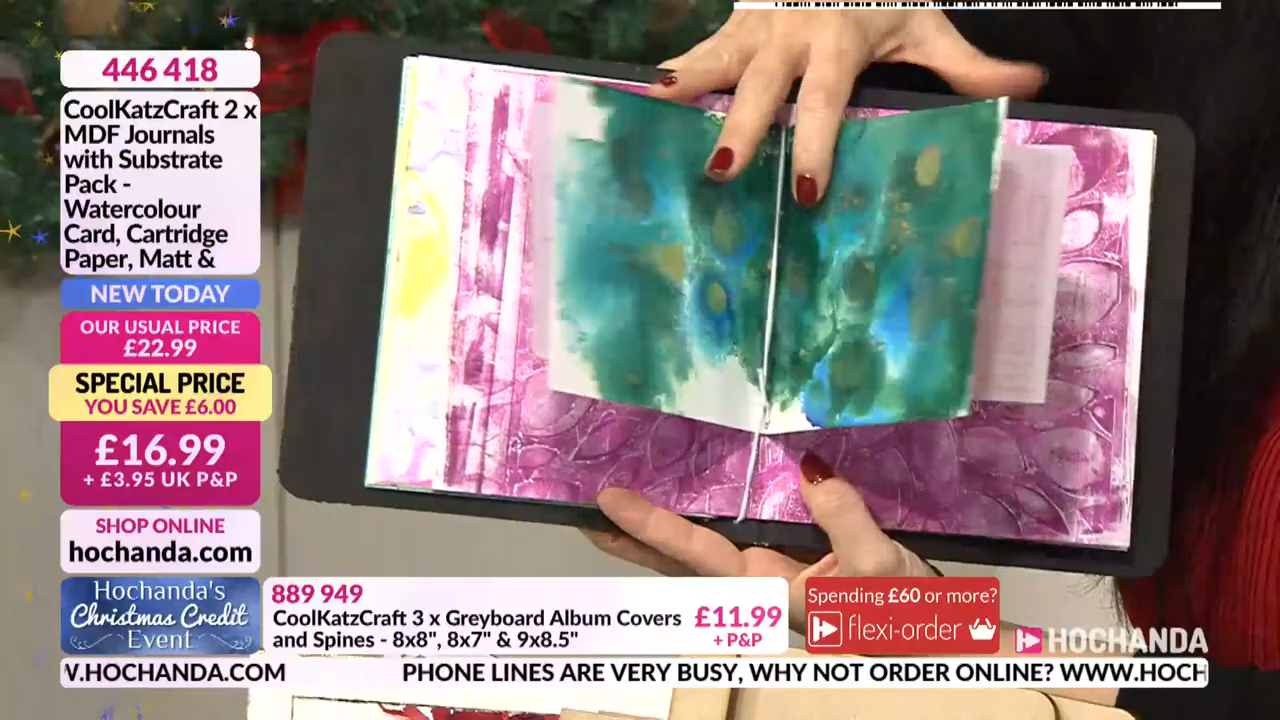 446 418
CoolKatzCraft 2 x
MDF Journals
with Substrate
Pack -
Watercolour
Card, Cartridge
Paper, Matt &
NEW TODAY
OUR USUAL PRICE
£22.99
SPECIAL PRICE
YOU SAVE £6.00
£16.99
+ £3.95 UK P&P
SHOP ONLINE
hochanda.com
Hochanda's
Christmas Credit
Event
889 949
CoolKatzCraft 3 x Greyboard Album Covers
and Spines - 8x8", 8x7" & 9x8.5"
£11.99
+ P&P
Spending £60 or more?
flexi-order
HOCHANDA
V.HOCHANDA.COM PHONE LINES ARE VERY BUSY, WHY NOT ORDER ONLINE? WWW.HOCH